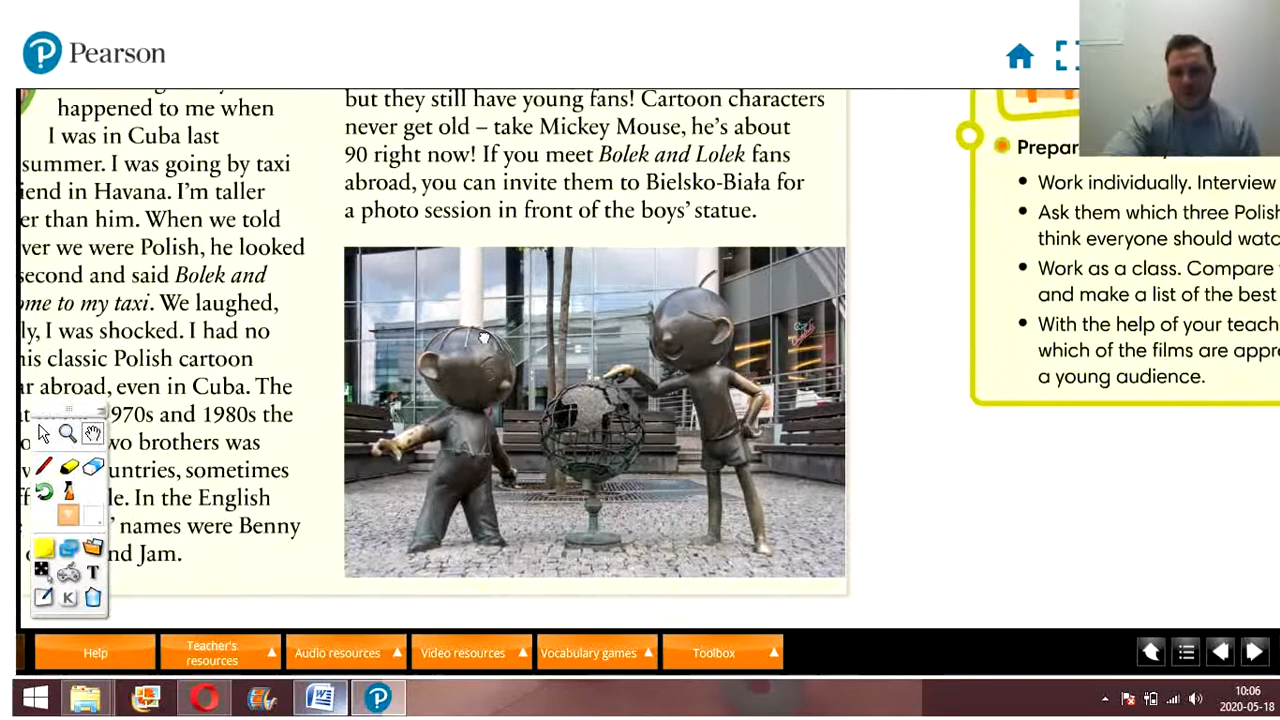 Pearson
happened to me when
I was in Cuba last
summer. I was going by taxi
iend in Havana. I'm taller
er than him. When we told
ver we were Polish, he looked
second and said Bolek and
ome to my taxi. We laughed,
ly, I was shocked. I had no
his classic Polish cartoon
ar abroad, even in Cuba. The
970s and 1980s the
wo brothers was
untries, sometimes
le. In the English
' names were Benny
nd Jam.
but they still have young fans! Cartoon characters
never get old – take Mickey Mouse, he's about
90 right now! If you meet Bolek and Lolek fans
abroad, you can invite them to Bielsko-Biała for
a photo session in front of the boys' statue.
Prepar
Work individually. Interview
Ask them which three Polish
think everyone should watc
Work as a class. Compare
and make a list of the best
With the help of your teach
which of the films are appr
a young audience.
T
K
Help
Teacher's resources
Audio resources
Video resources
Vocabulary games
Toolbox
10:06
2020-05-18